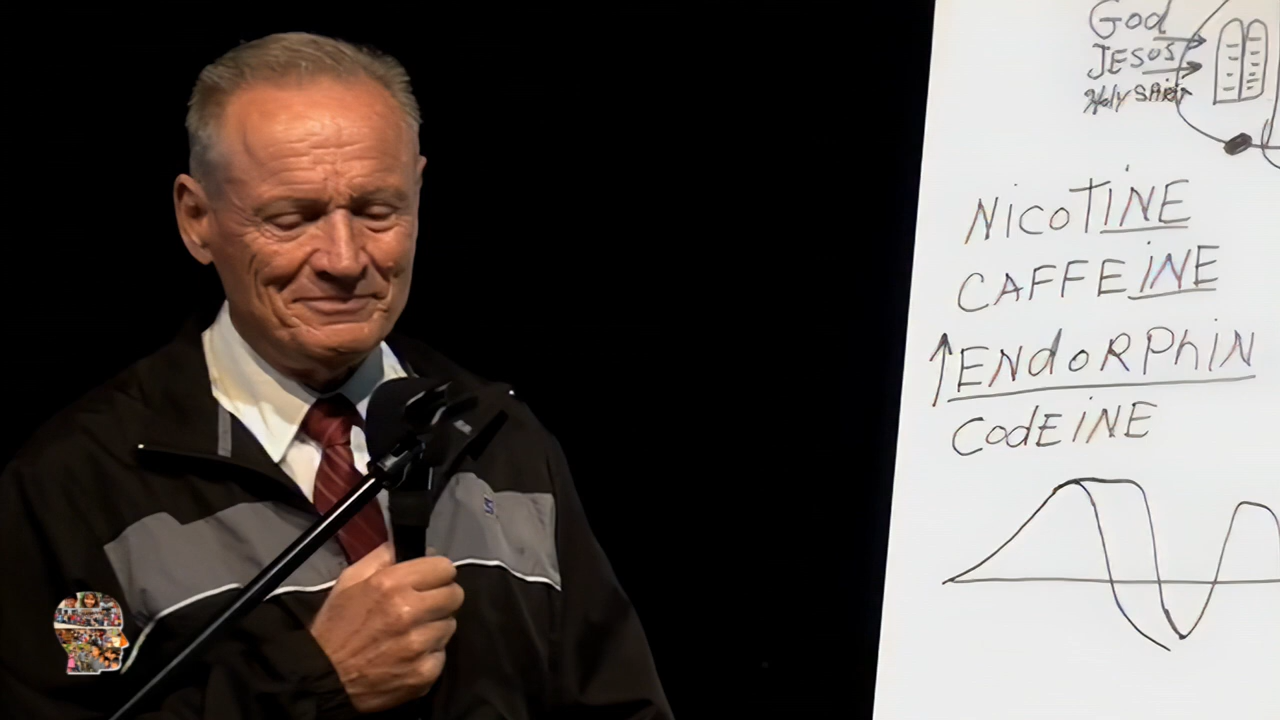 God
JESUS
Holy SPiRiT
NicoTiNE
CAFFEiNE
↑ENdoRPhiN
CodEiNE